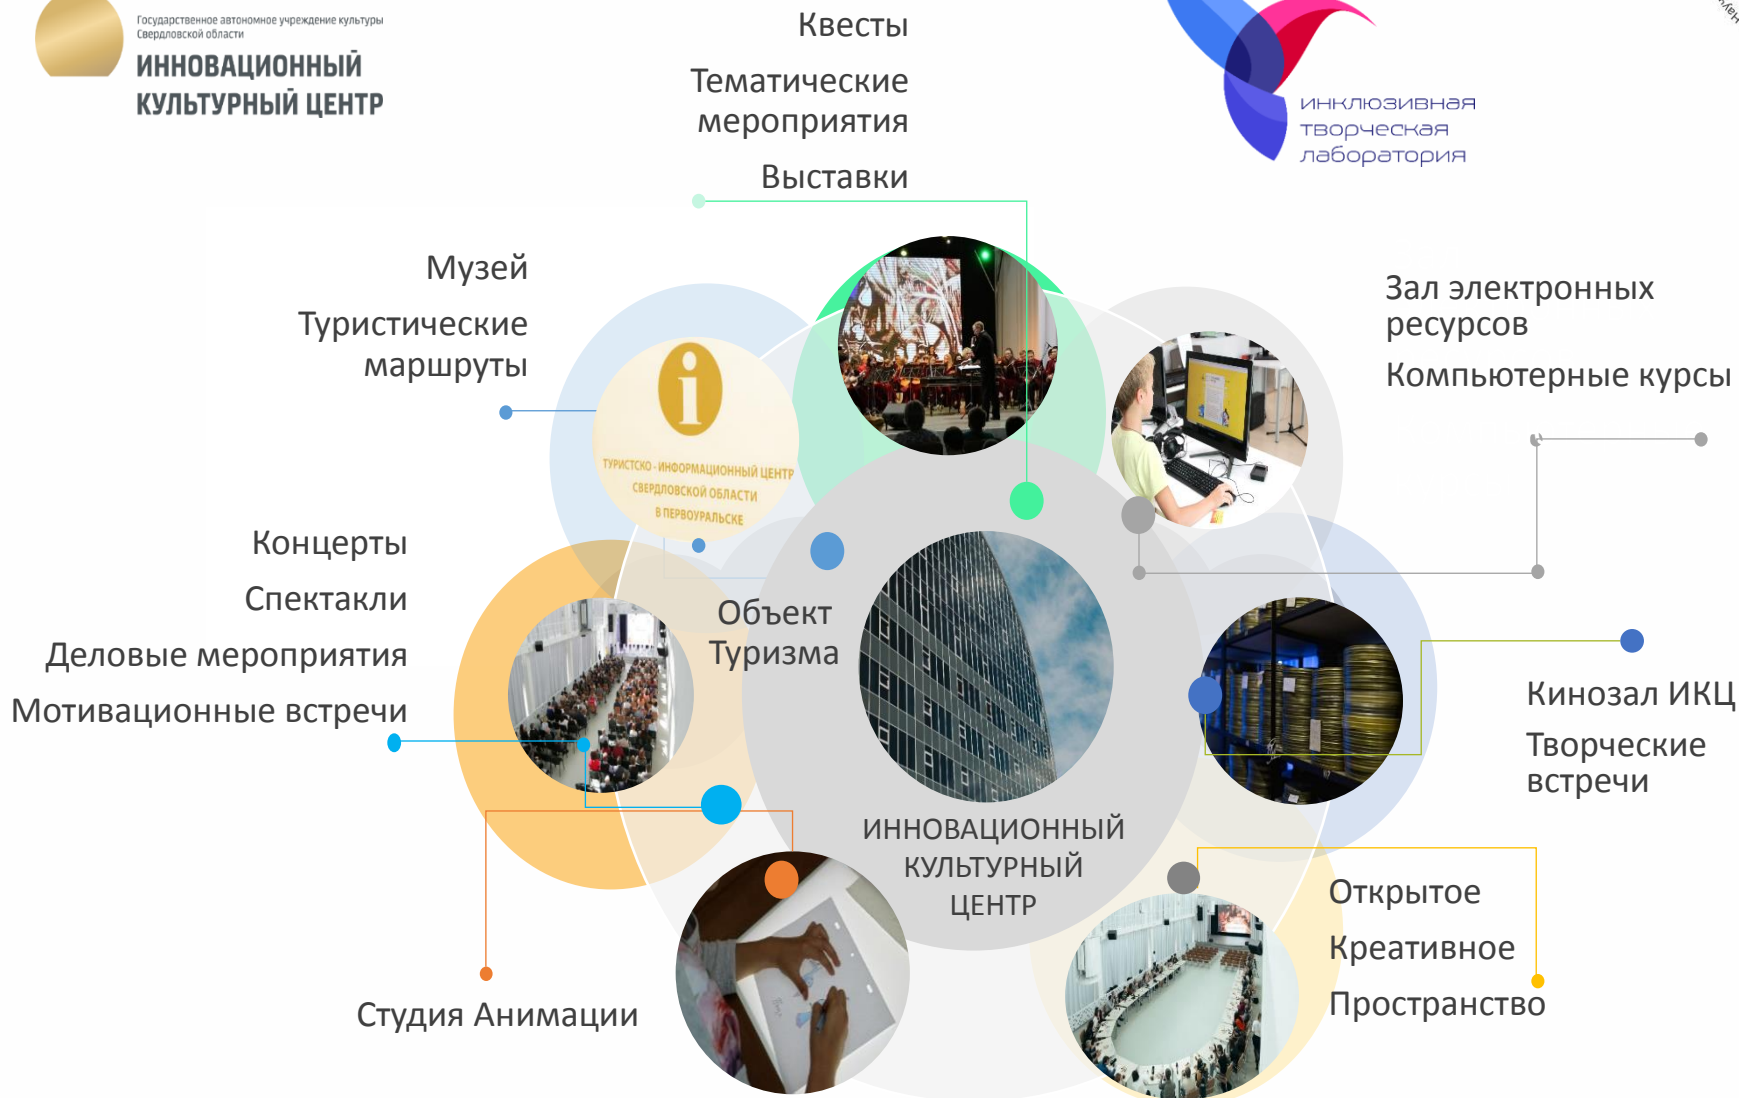 Государственное автономное учреждение культуры
Свердловской области
ИННОВАЦИОННЫЙ
КУЛЬТУРНЫЙ ЦЕНТР
Квесты
Тематические
мероприятия
Выставки
инклюзивная
творческая
лаборатория
Музей
Туристические
маршруты
Зал электронных
ресурсов
Компьютерные курсы
ТУРИСТСКО-ИНФОРМАЦИОННЫЙ ЦЕНТР
СВЕРДЛОВСКОЙ ОБЛАСТИ
В ПЕРВОУРАЛЬСКЕ
Концерты
Спектакли
Деловые мероприятия
Мотивационные встречи
Объект
Туризма
Кинозал ИКЦ
Творческие
встречи
ИННОВАЦИОННЫЙ
КУЛЬТУРНЫЙ
ЦЕНТР
Студия Анимации
Открытое
Креативное
Пространство